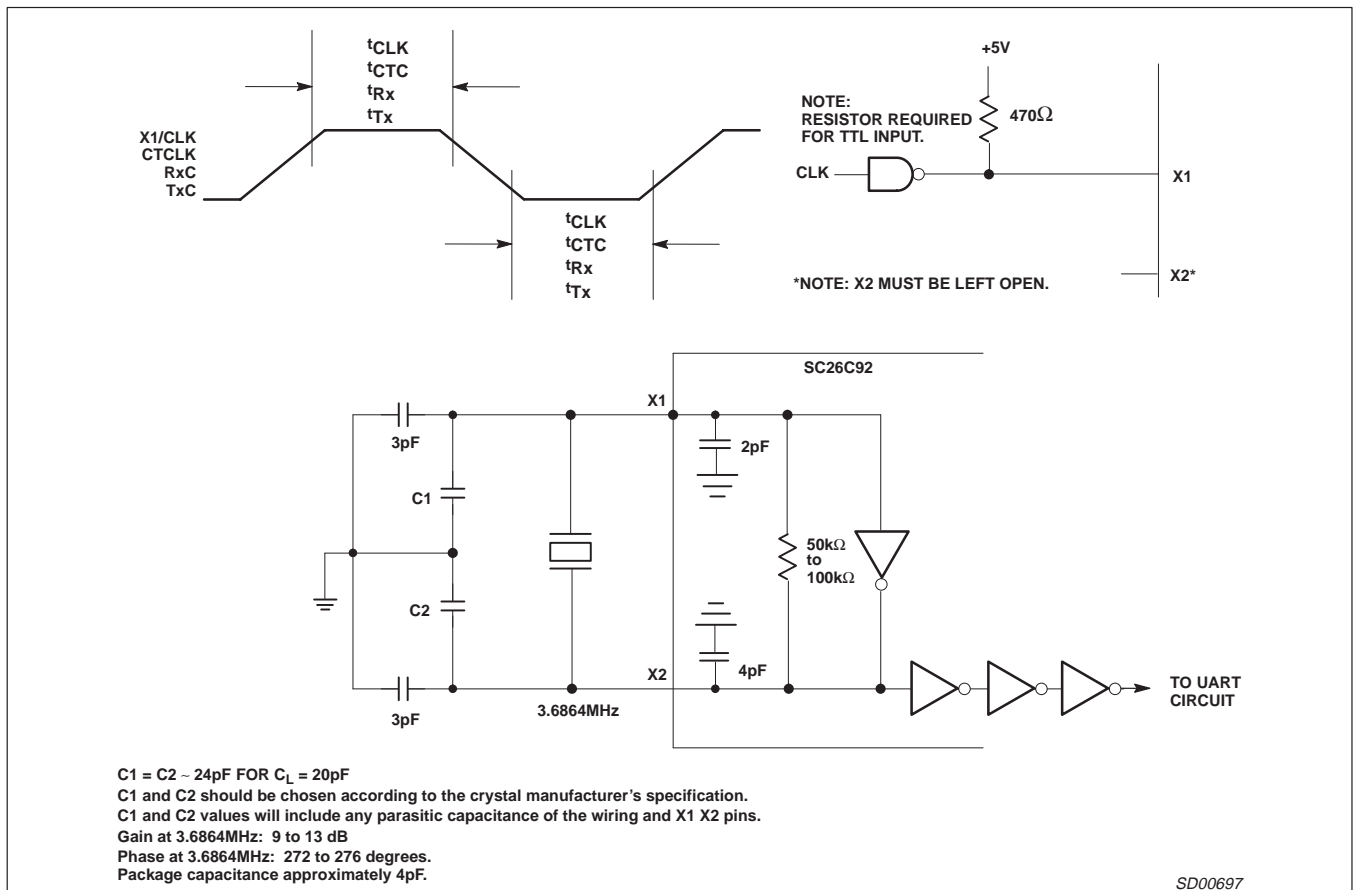 tCLK
tCTC
tRx
tTx
X1/CLK
CTCLK
RxC
TxC
tCLK
tCTC
tRx
tTx
+5V
NOTE:
RESISTOR REQUIRED
FOR TTL INPUT.
470Ω
CLK
X1
X2*
*NOTE: X2 MUST BE LEFT OPEN.
SC26C92
X1
3pF
2pF
C1
50kΩ
to
100kΩ
C2
4pF
X2
3pF
3.6864MHz
TO UART
CIRCUIT
C1 = C2 ~ 24pF FOR CL = 20pF
C1 and C2 should be chosen according to the crystal manufacturer's specification.
C1 and C2 values will include any parasitic capacitance of the wiring and X1 X2 pins.
Gain at 3.6864MHz: 9 to 13 dB
Phase at 3.6864MHz: 272 to 276 degrees.
Package capacitance approximately 4pF.
SD00697